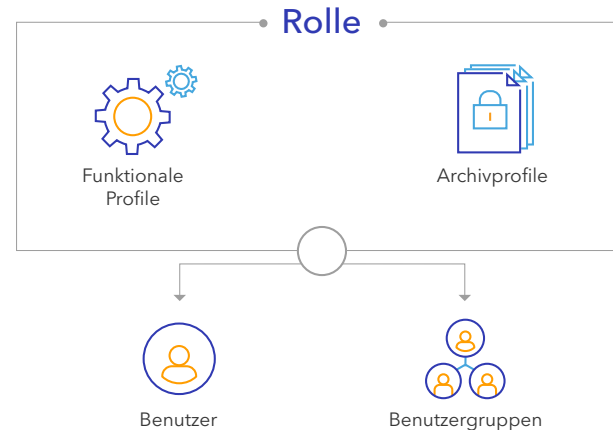 Rolle
Funktionale
Profile
Archivprofile
Benutzer
Benutzergruppen